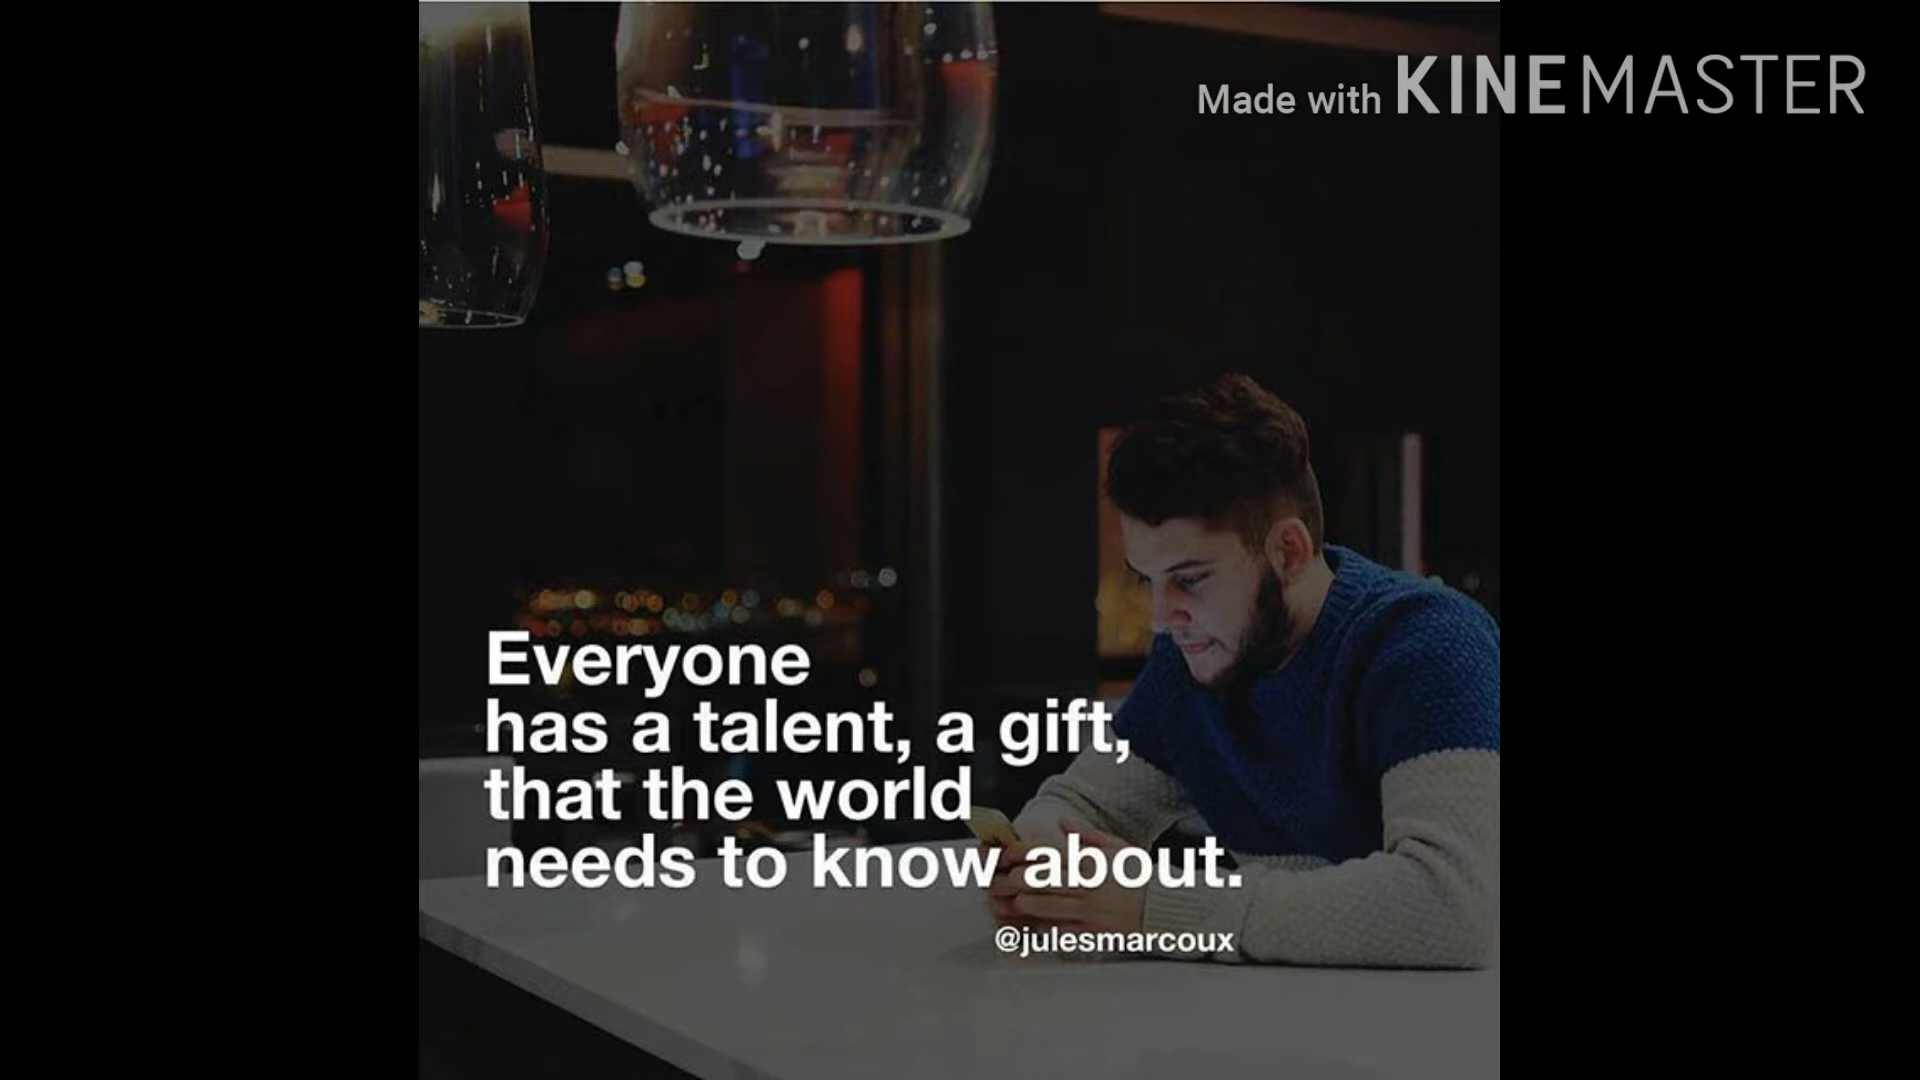 Made with KINEMASTER
Everyone
has a talent, a gift,
that the world
needs to know about.
@julesmarcoux